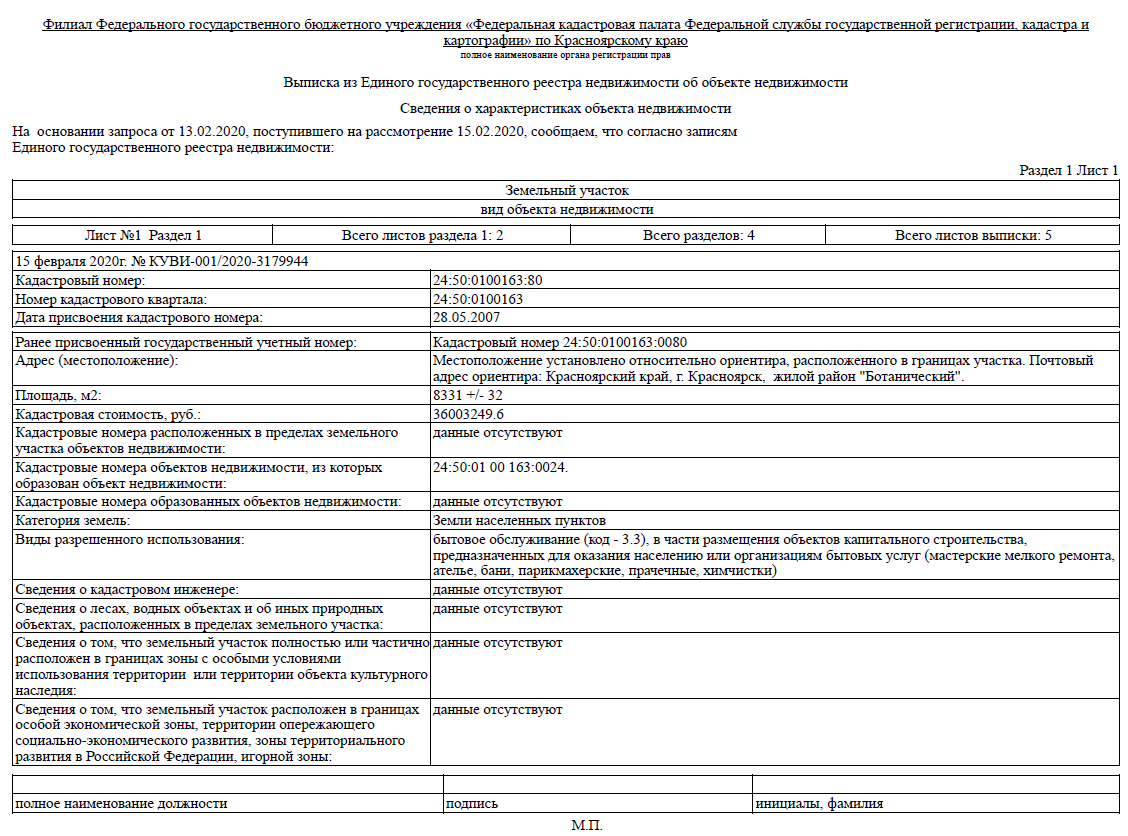 Филиал Федерального государственного бюджетного учреждения «Федеральная кадастровая палата Федеральной службы государственной регистрации, кадастра и
картографии» по Красноярскому краю
полное наименование органа регистрации прав
Выписка из Единого государственного реестра недвижимости об объекте недвижимости
Сведения о характеристиках объекта недвижимости
На основании запроса от 13.02.2020, поступившего на рассмотрение 15.02.2020, сообщаем, что согласно записям
Единого государственного реестра недвижимости:
Раздел 1 Лист 1
Земельный участок
вид объекта недвижимости
Лист №1 Раздел 1 Всего листов раздела 1: 2 Всего разделов: 4 Всего листов выписки: 5
15 февраля 2020г. № КУВИ-001/2020-3179944
Кадастровый номер: 24:50:0100163:80
Номер кадастрового квартала: 24:50:0100163
Дата присвоения кадастрового номера: 28.05.2007
Ранее присвоенный государственный учетный номер: Кадастровый номер 24:50:0100163:0080
Адрес (местоположение): Местоположение установлено относительно ориентира, расположенного в границах участка. Почтовый
адрес ориентира: Красноярский край, г. Красноярск, жилой район "Ботанический".
Площадь, м2: 8331 +/- 32
Кадастровая стоимость, руб.: 36003249.6
Кадастровые номера расположенных в пределах земельного данные отсутствуют
участка объектов недвижимости:
Кадастровые номера объектов недвижимости, из которых 24:50:01 00 163:0024.
образован объект недвижимости:
Кадастровые номера образованных объектов недвижимости: данные отсутствуют
Категория земель: Земли населенных пунктов
Виды разрешенного использования: бытовое обслуживание (код - 3.3), в части размещения объектов капитального строительства,
предназначенных для оказания населению или организациям бытовых услуг (мастерские мелкого ремонта,
ателье, бани, парикмахерские, прачечные, химчистки)
Сведения о кадастровом инженере: данные отсутствуют
Сведения о лесах, водных объектах и об иных природных данные отсутствуют
объектах, расположенных в пределах земельного участка:
Сведения о том, что земельный участок полностью или частично данные отсутствуют
расположен в границах зоны с особыми условиями
использования территории или территории объекта культурного
наследия:
Сведения о том, что земельный участок расположен в границах данные отсутствуют
особой экономической зоны, территории опережающего
социально-экономического развития, зоны территориального
развития в Российской Федерации, игорной зоны:
полное наименование должности подпись инициалы, фамилия
М.П.